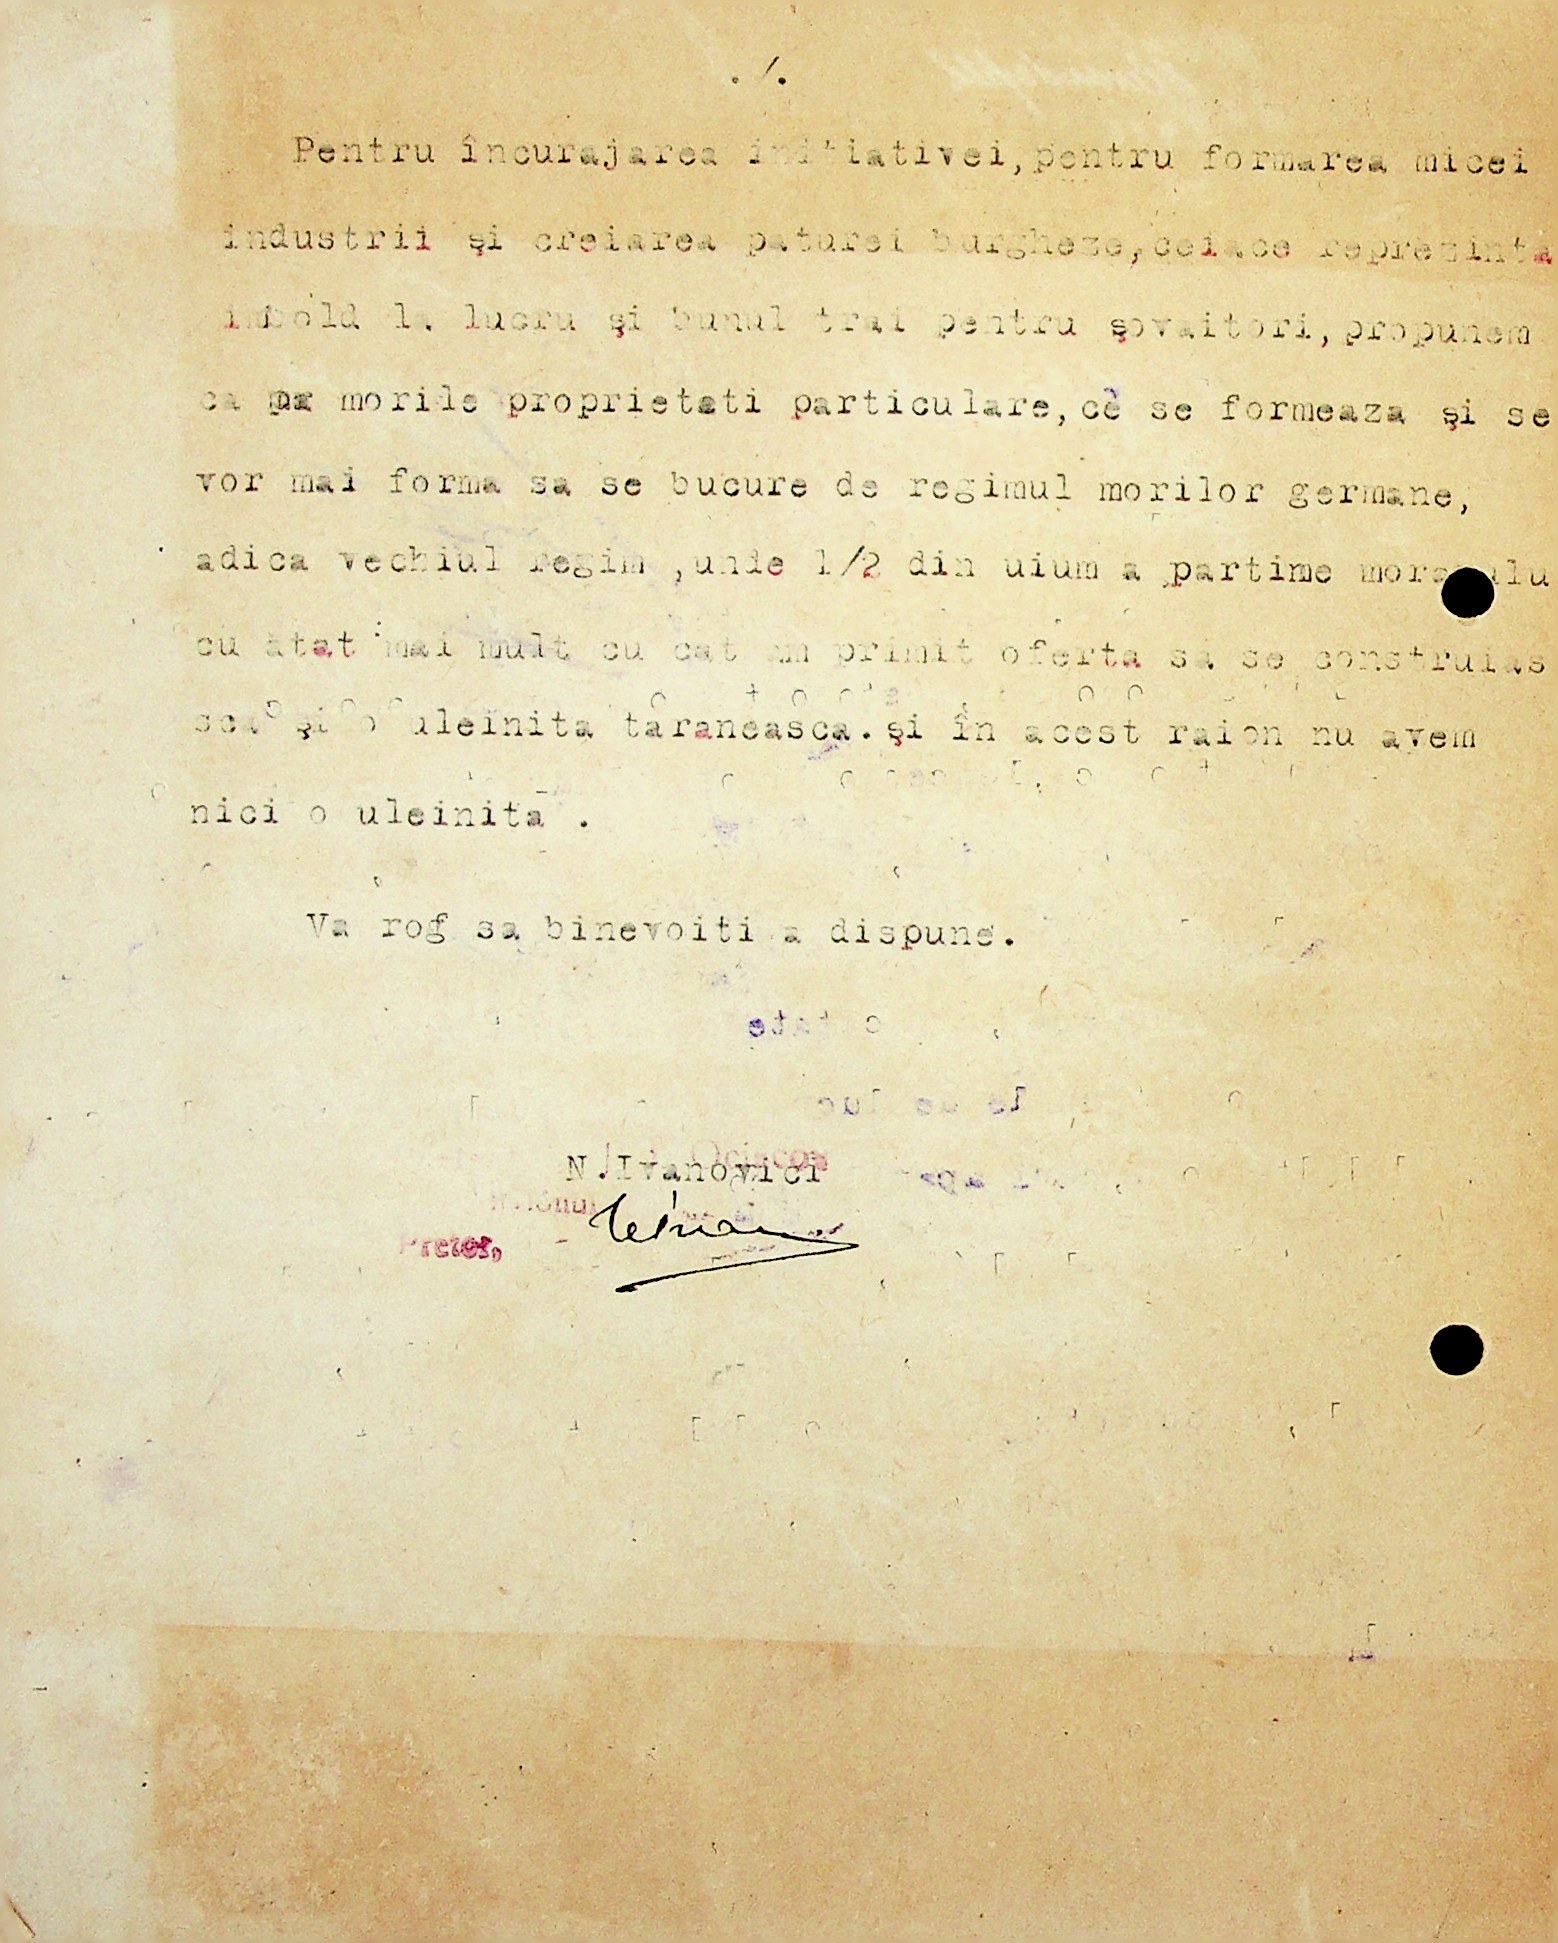 ./.
Pentru încurajarea initiativei,pentru formarea micei
industrii şi creiarea paturei burgheze,ceiace reprezinta
imbold la lucru şi bunul trai pentru şovaitori,propunem
ca morile proprietati particulare,ce se formeaza şi se
vor mai forma sa se bucure de regimul morilor germane,
adica vechiul regim ,unde 1/2 din uium a partime
cu atat mai mult cu cat am primit oferta sa se construias
sca şi o uleinita taraneasca.şi în acest raion nu avem
nici o uleinita .
Va rog sa binevoiti a dispune.
N.Ivanovici
Pretor,